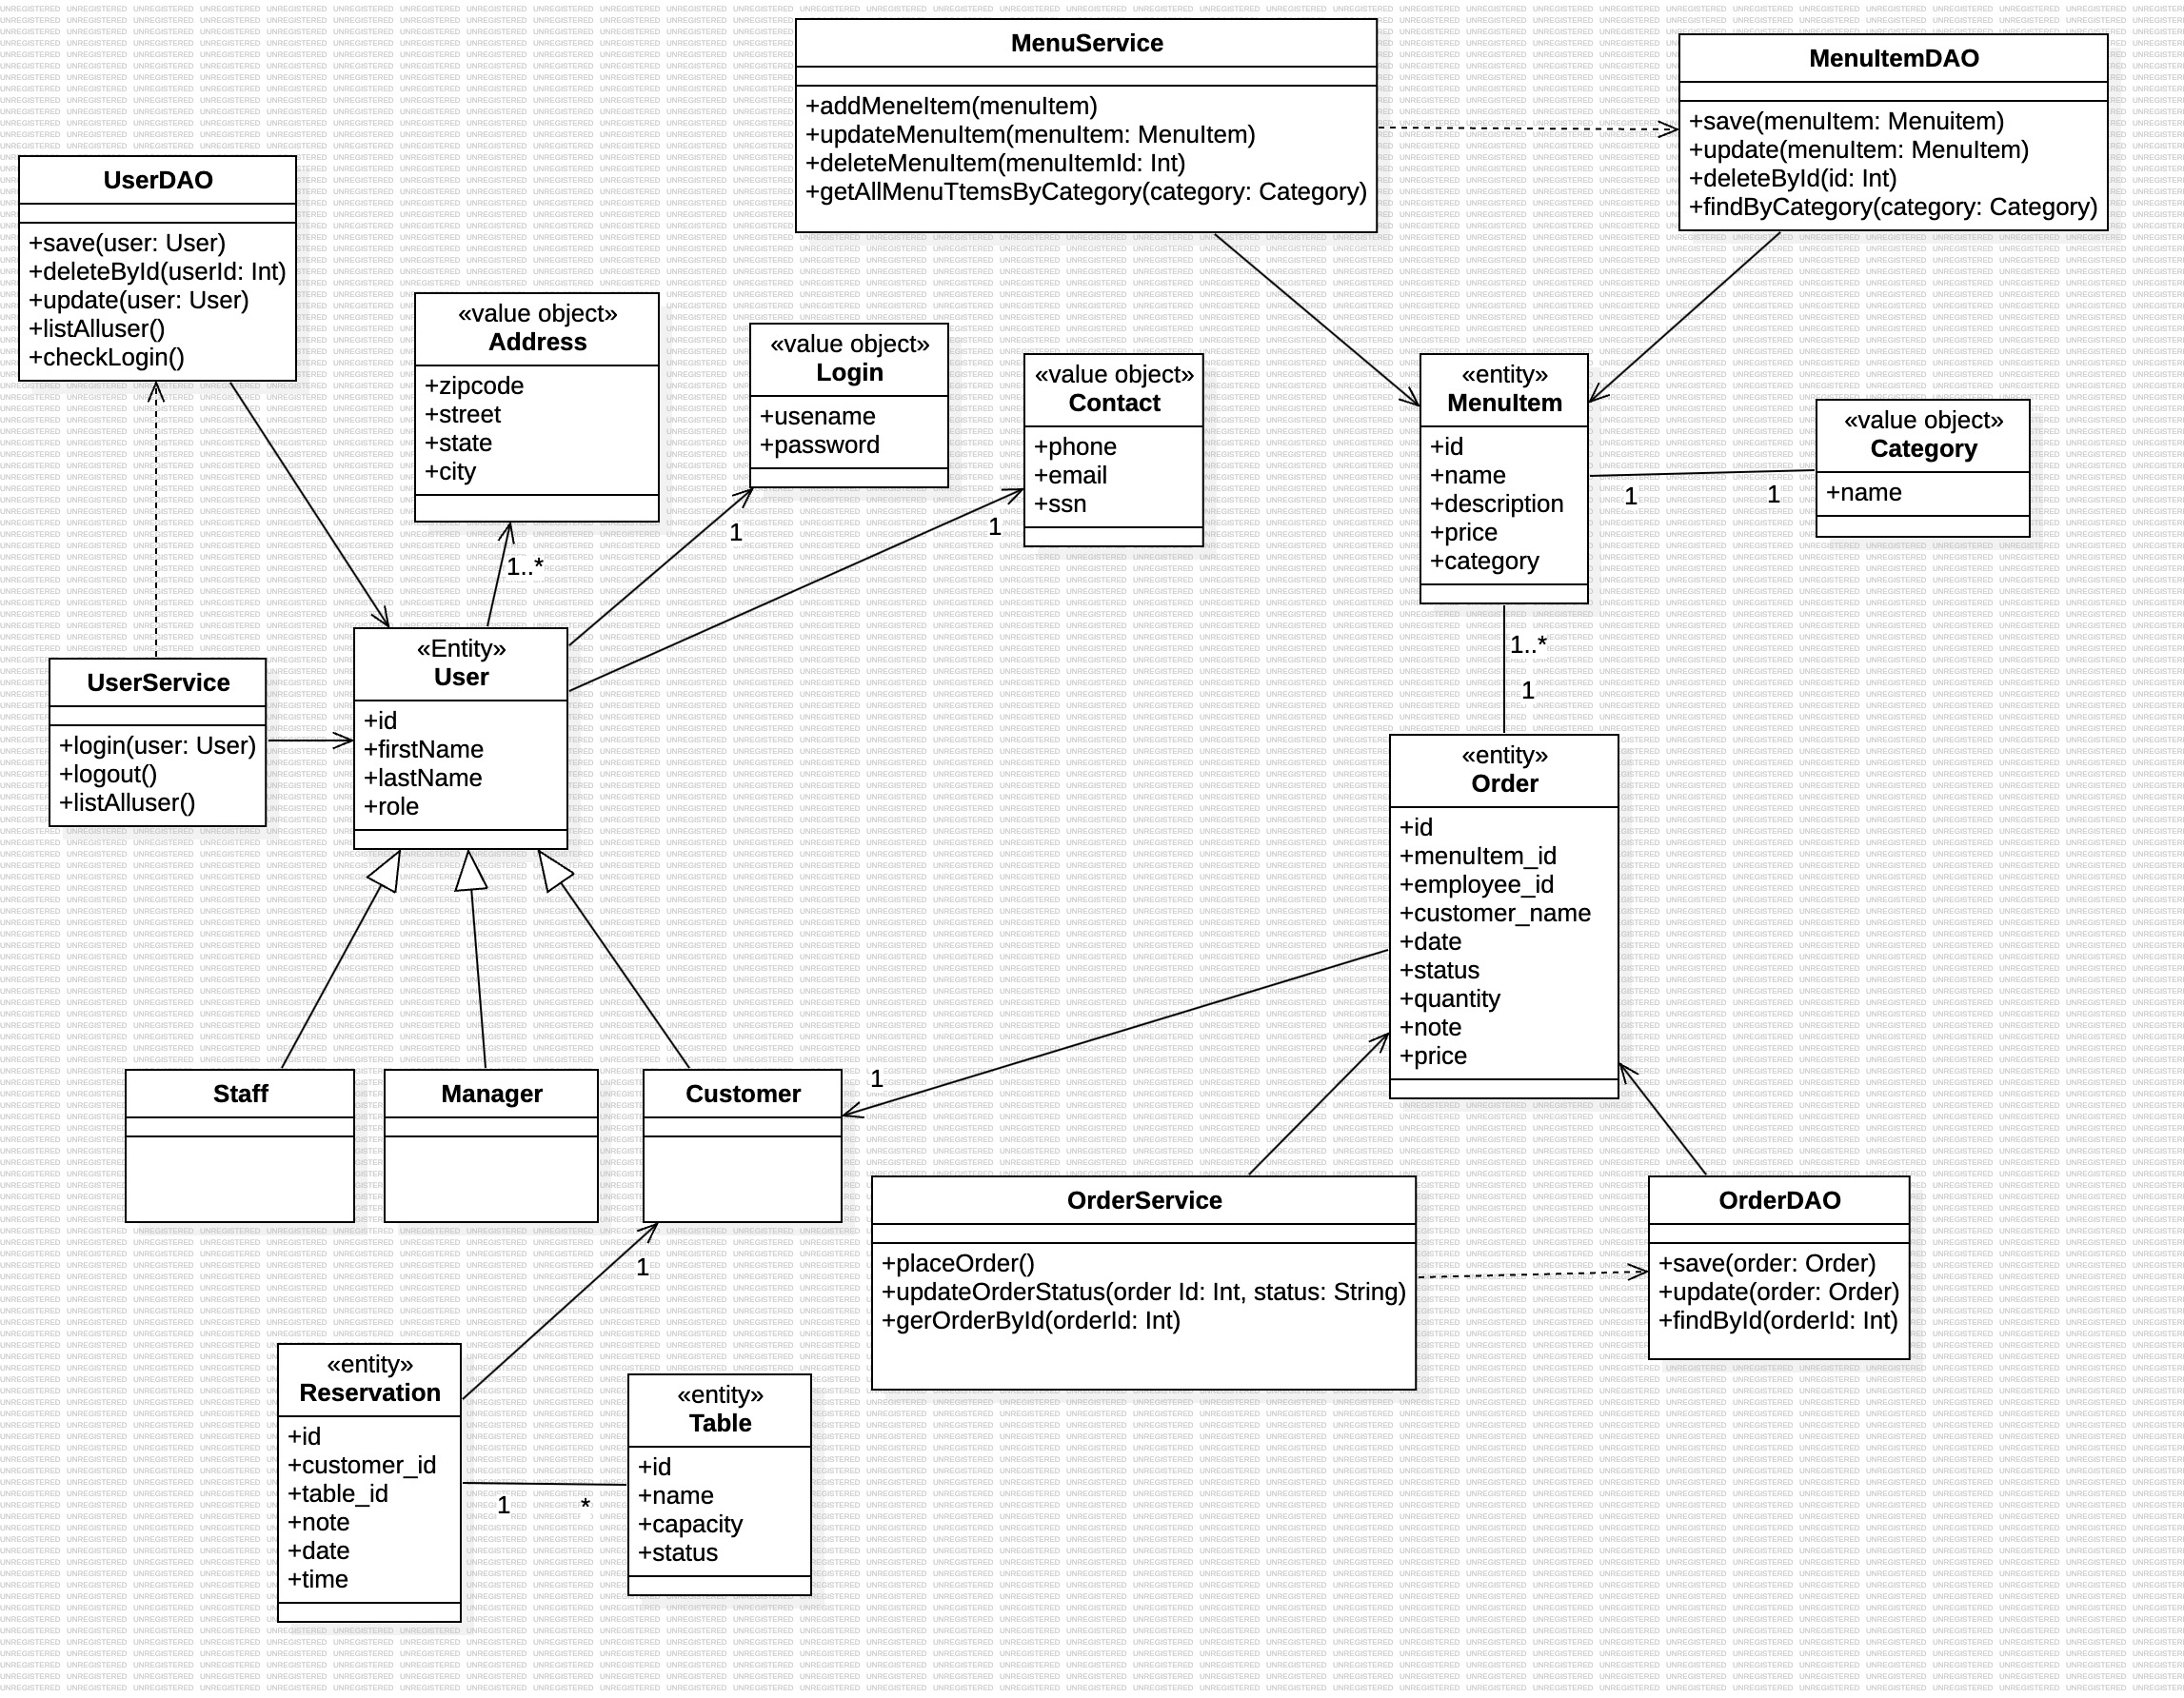 MenuService
+addMeneItem(menuItem)
+updateMenuItem(menuItem: MenuItem)
+deleteMenuItem(menuItemId: Int)
+getAllMenuTtemsByCategory(category: Category)
MenuItemDAO
+save(menuItem: Menuitem)
+update(menuItem: MenuItem)
+deleteById(id: Int)
+findByCategory(category: Category)
UserDAO
+save(user: User)
+deleteById(userId: Int)
+update(user: User)
+listAlluser()
+checkLogin()
«value object»
Address
+zipcode
+street
+state
+city
1..*
«value object»
Login
+usename
+password
1
«value object»
Contact
+phone
+email
+ssn
1
«entity»
MenuItem
+id
+name
+description
+price
+category
1
1
«value object»
Category
+name
1..*
1
UserService
+login(user: User)
+logout()
+listAlluser()
«Entity»
User
+id
+firstName
+lastName
+role
«entity»
Order
+id
+menuItem_id
+employee_id
+customer_name
+date
+status
+quantity
+note
+price
Staff
Manager
Customer
1
1
OrderService
+placeOrder()
+updateOrderStatus(order Id: Int, status: String)
+gerOrderById(orderId: Int)
OrderDAO
+save(order: Order)
+update(order: Order)
+findById(orderId: Int)
«entity»
Reservation
+id
+customer_id
+table_id
+note
+date
+time
1
*
«entity»
Table
+id
+name
+capacity
+status
UNREGISTERED